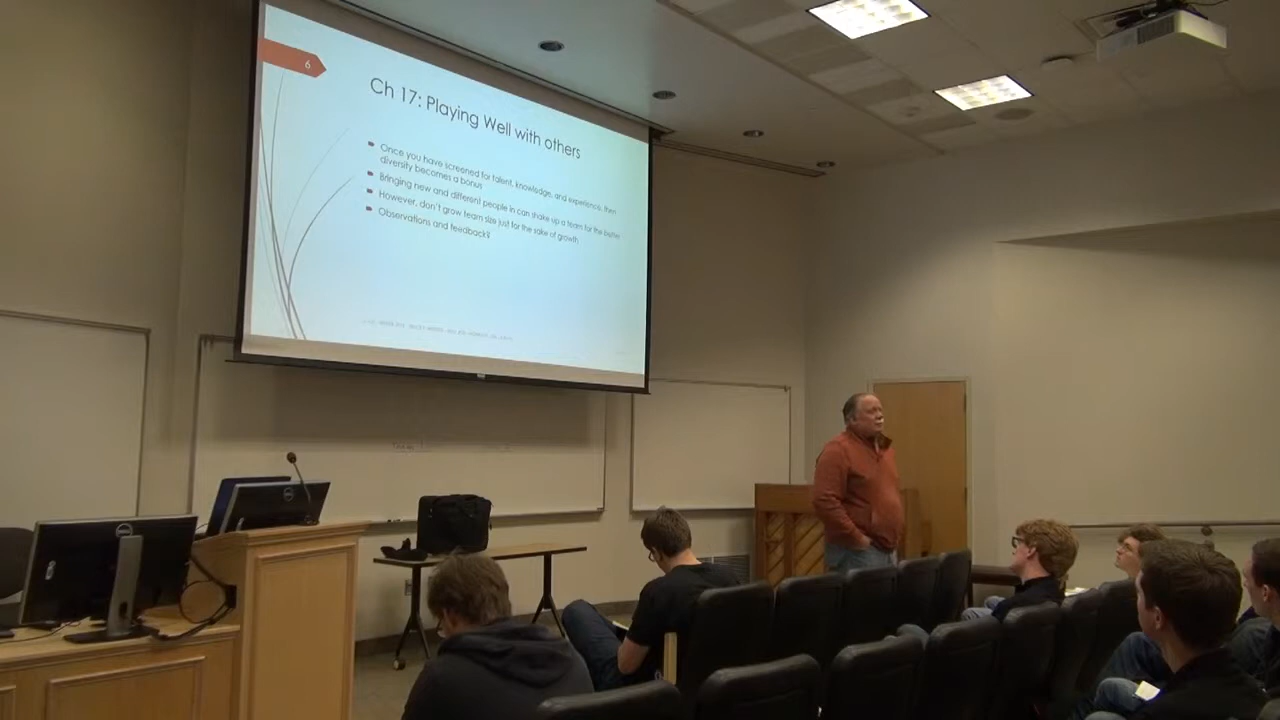 6
Ch 17: Playing Well with others
Once you have screened for talent, knowledge, and experience, then
diversity becomes a bonus
Bringing new and different people in can shake up a team for the better
However, don't grow team size just for the sake of growth
Observations and feedback?
DELL
DELL